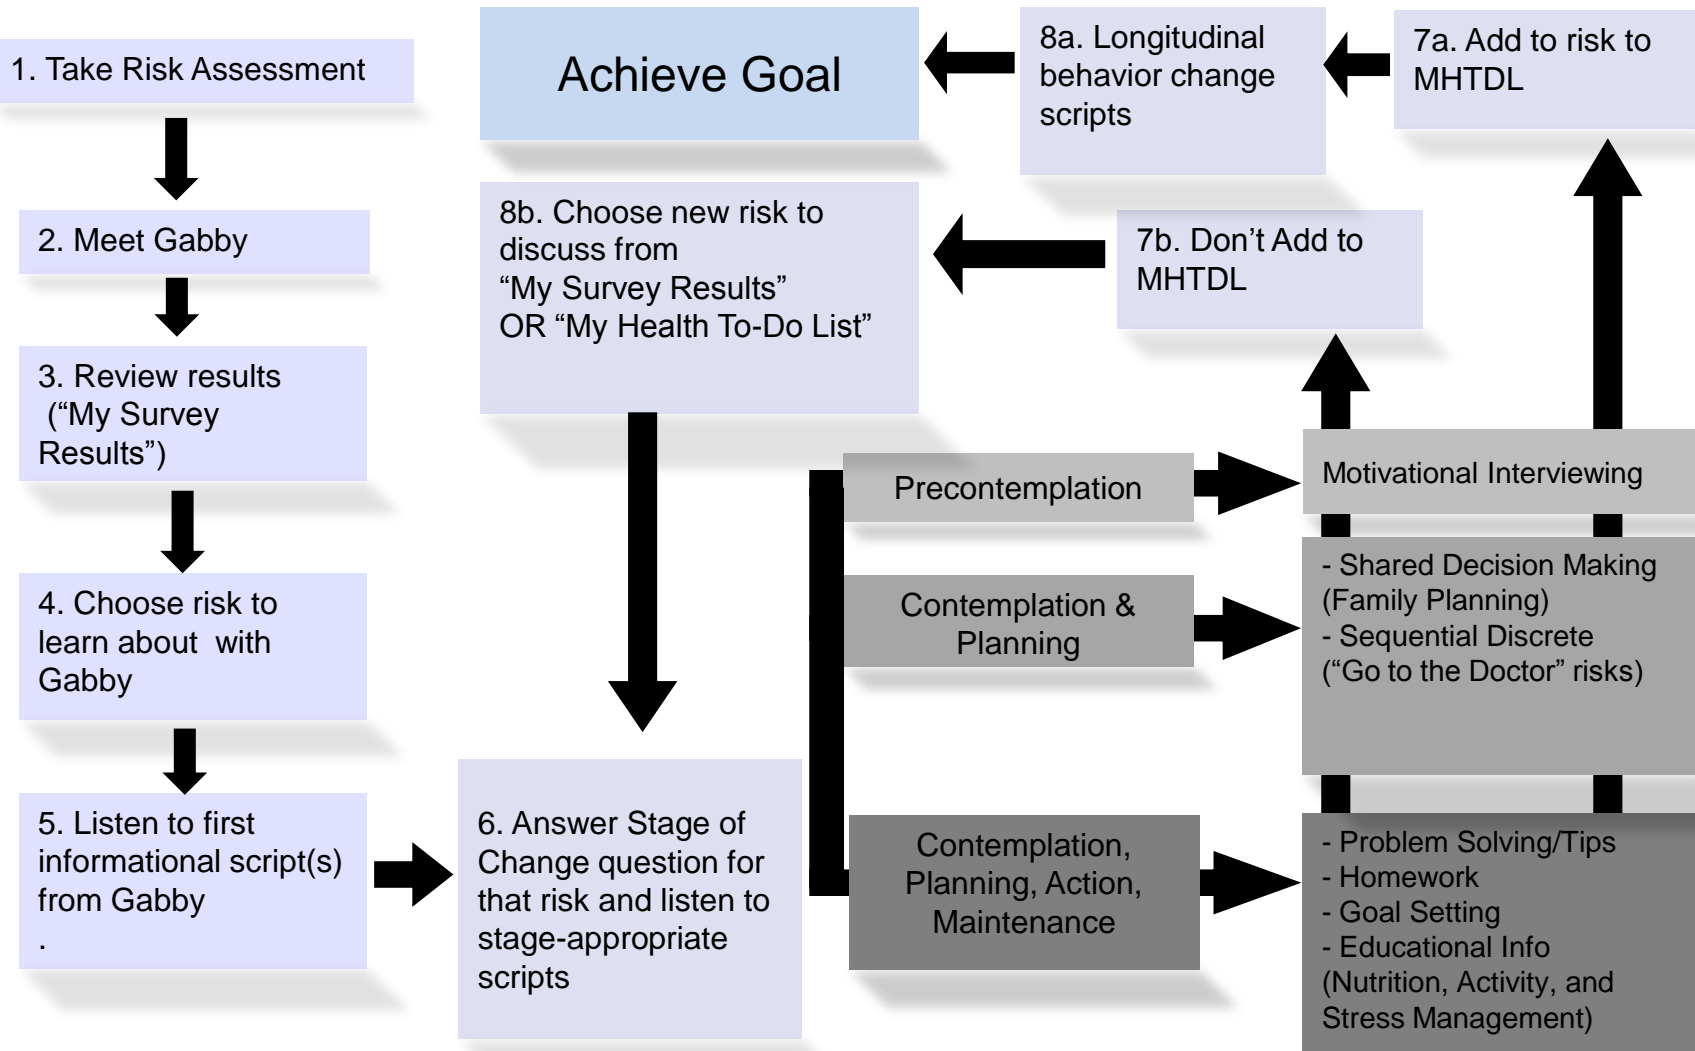 1. Take Risk Assessment
2. Meet Gabby
3. Review results
(“My Survey
Results”)
4. Choose risk to
learn about with
Gabby
5. Listen to first
informational script(s)
from Gabby
.
6. Answer Stage of
Change question for
that risk and listen to
stage-appropriate
scripts
Precontemplation
Contemplation &
Planning
Contemplation,
Planning, Action,
Maintenance
Motivational Interviewing
- Shared Decision Making
(Family Planning)
- Sequential Discrete
(“Go to the Doctor” risks)
- Problem Solving/Tips
- Homework
- Goal Setting
- Educational Info
(Nutrition, Activity, and
Stress Management)
7a. Add to risk to
MHTDL
7b. Don’t Add to
MHTDL
8a. Longitudinal
behavior change
scripts
8b. Choose new risk to
discuss from
“My Survey Results”
OR “My Health To-Do List”
Achieve Goal